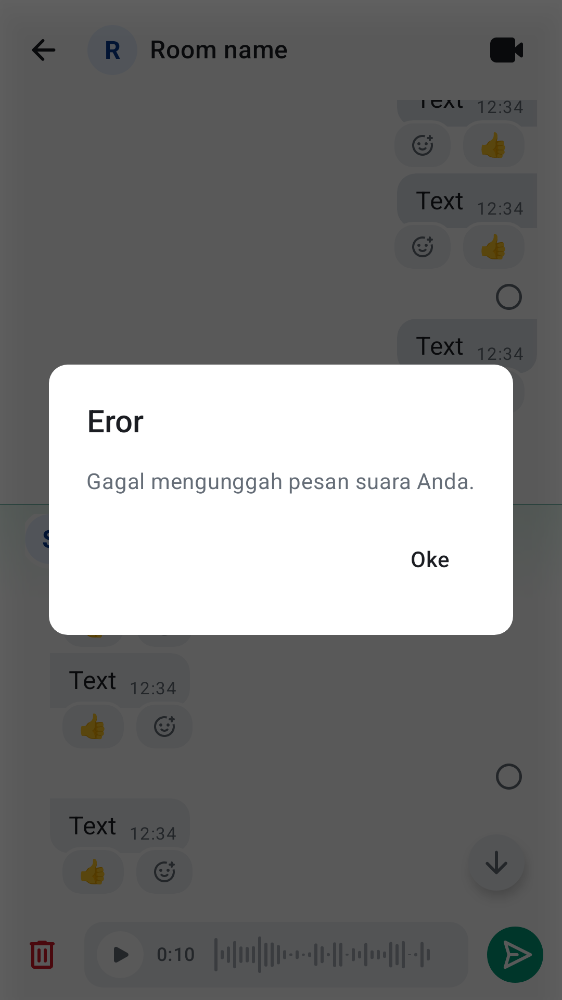 R Room name
Text 12:34
Text 12:34
Text 12:34
Eror
Gagal mengunggah pesan suara Anda.
Oke
S
Text 12:34
Text 12:34
0:10